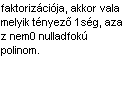 faktorizációja, akkor vala
melyik tényező 1ség, aza
z nem0 nulladfokú
polinom.